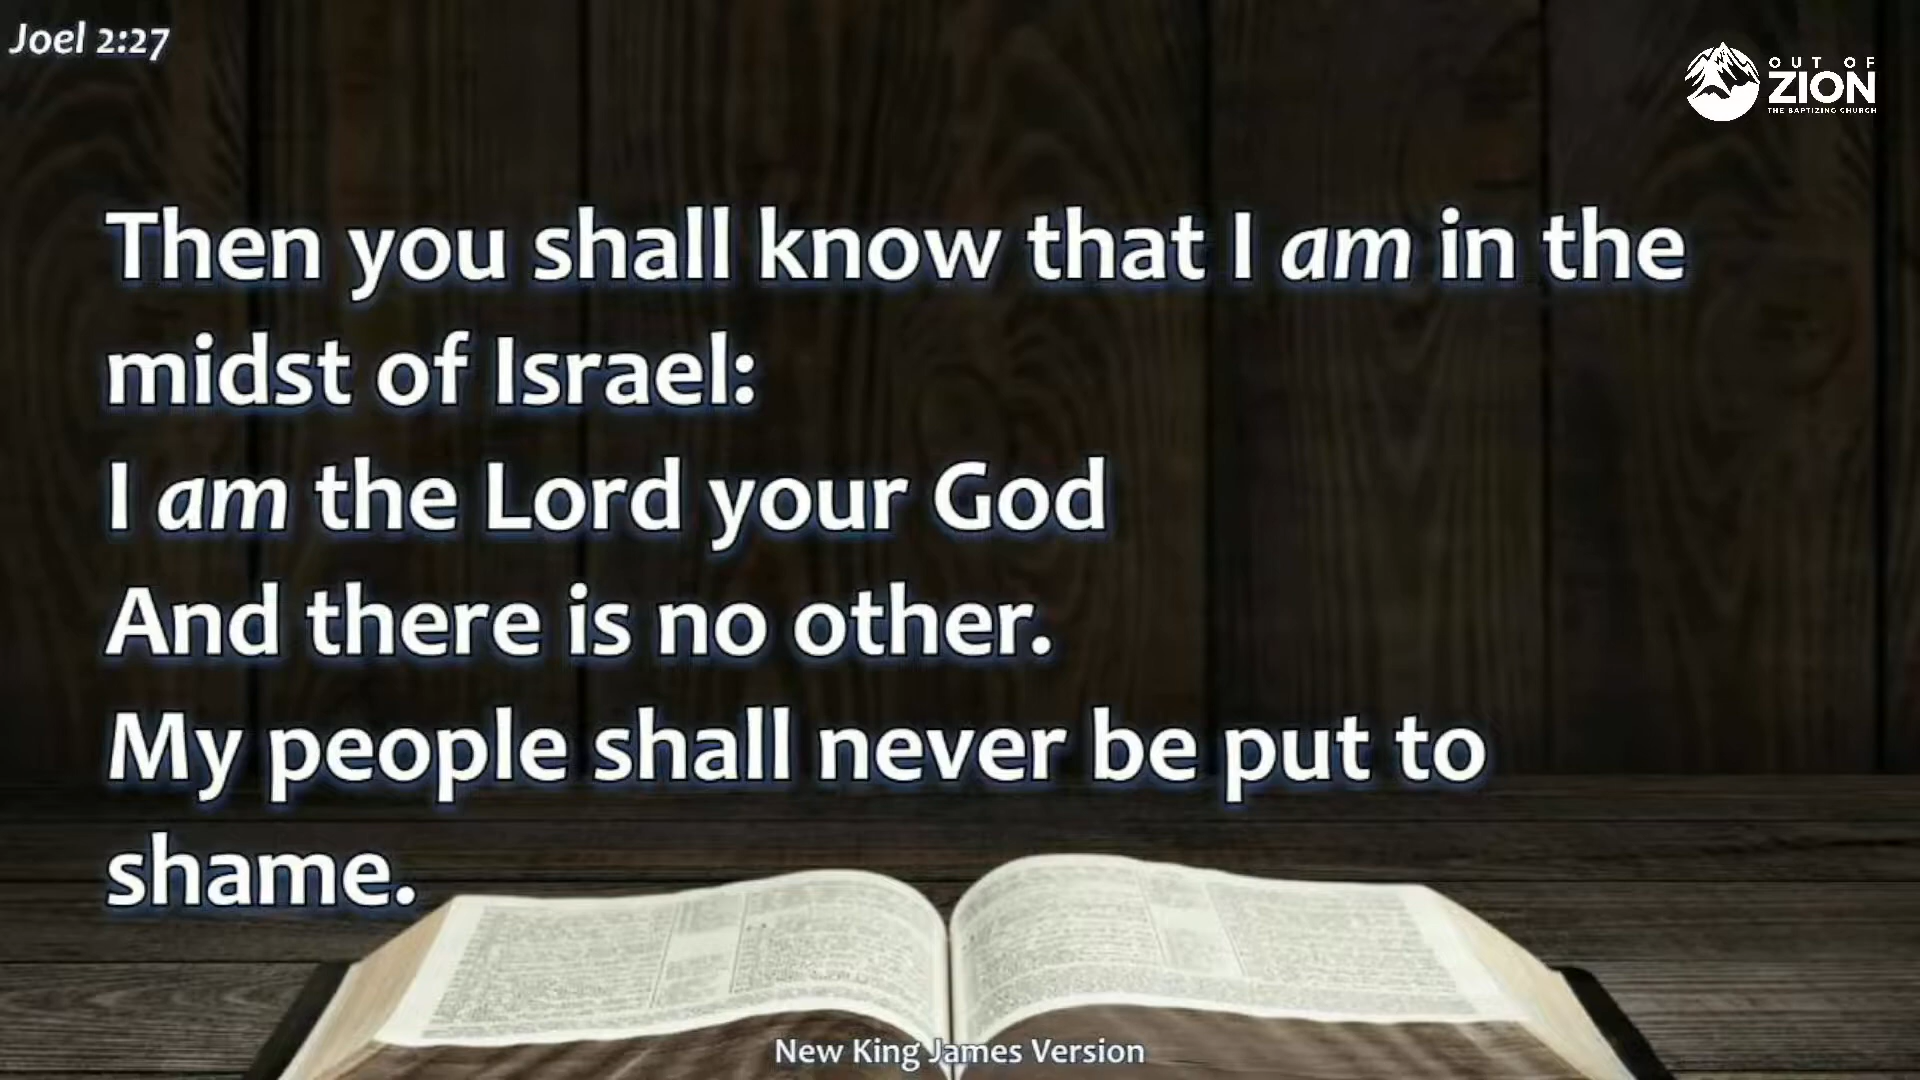 Joel 2:27
OUT OF
ZION
THE BAPTIZING CHURCH
Then you shall know that I am in the
midst of Israel:
I am the Lord your God
And there is no other.
My people shall never be put to
shame.
New King James Version